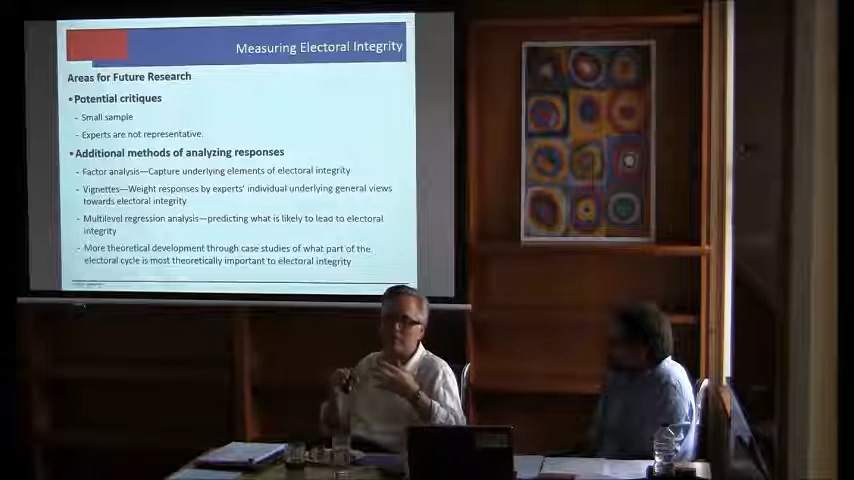 Measuring Electoral Integrity
Areas for Future Research
•Potential critiques
- Small sample
- Experts are not representative.
•Additional methods of analyzing responses
- Factor analysis—Capture underlying elements of electoral integrity
- Vignettes—Weight responses by experts' individual underlying general views
towards electoral integrity
- Multilevel regression analysis—predicting what is likely to lead to electoral
integrity
- More theoretical development through case studies of what part of the
electoral cycle is most theoretically important to electoral integrity